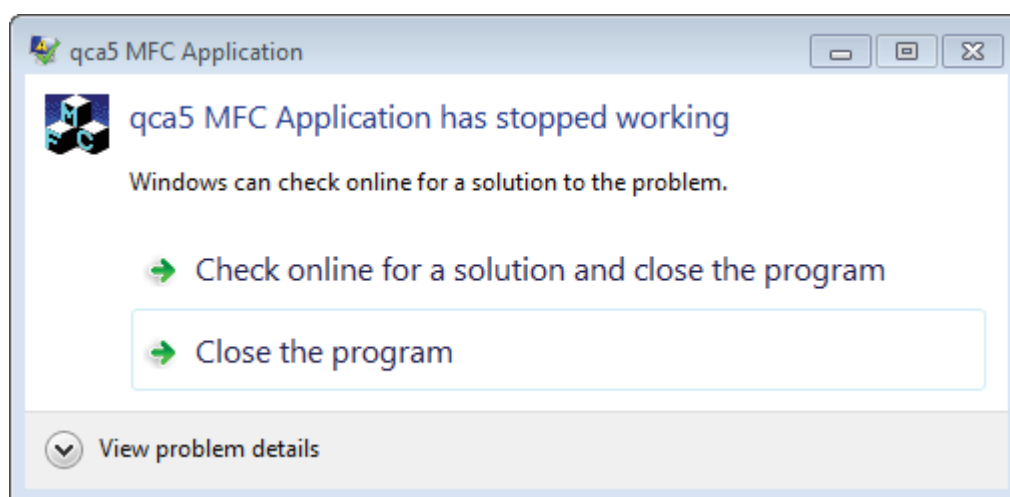 qca5 MFC Application
M
F C
qca5 MFC Application has stopped working
Windows can check online for a solution to the problem.
Check online for a solution and close the program
Close the program
View problem details